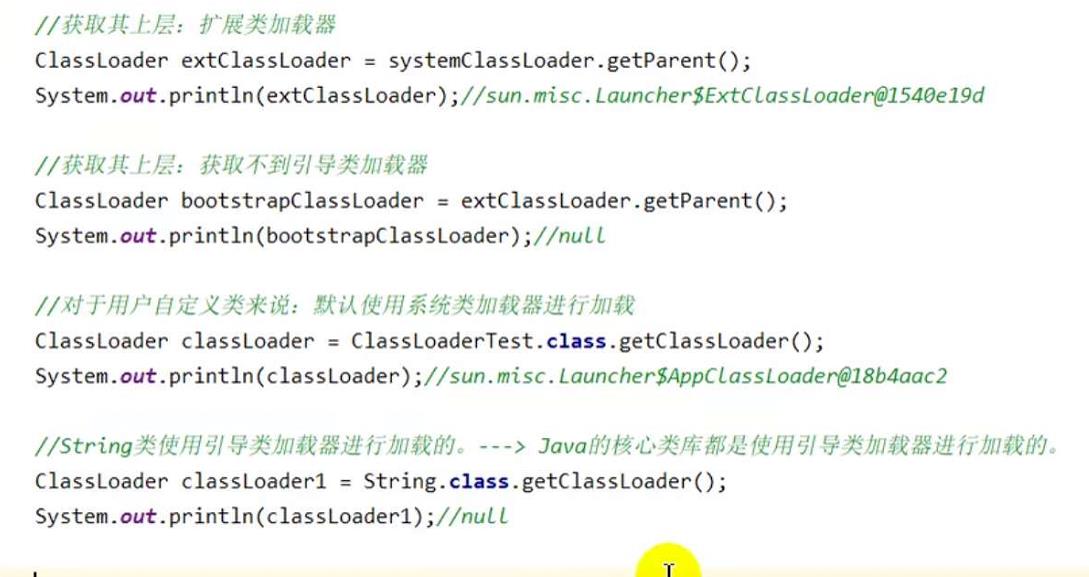 //获取其上层：扩展类加载器
ClassLoader extClassLoader = systemClassLoader.getParent();
System.out.println(extClassLoader);//sun.misc.Launcher$ExtClassLoader@1540e19d
//获取其上层：获取不到引导类加载器
ClassLoader bootstrapClassLoader = extClassLoader.getParent();
System.out.println(bootstrapClassLoader);//null
//对于用户自定义类来说：默认使用系统类加载器进行加载
ClassLoader classLoader = ClassLoaderTest.class.getClassLoader();
System.out.println(classLoader);//sun.misc.Launcher$AppClassLoader@18b4aac2
//String类使用引导类加载器进行加载的。---> Java的核心类库都是使用引导类加载器进行加载的。
ClassLoader classLoader1 = String.class.getClassLoader();
System.out.println(classLoader1);//null